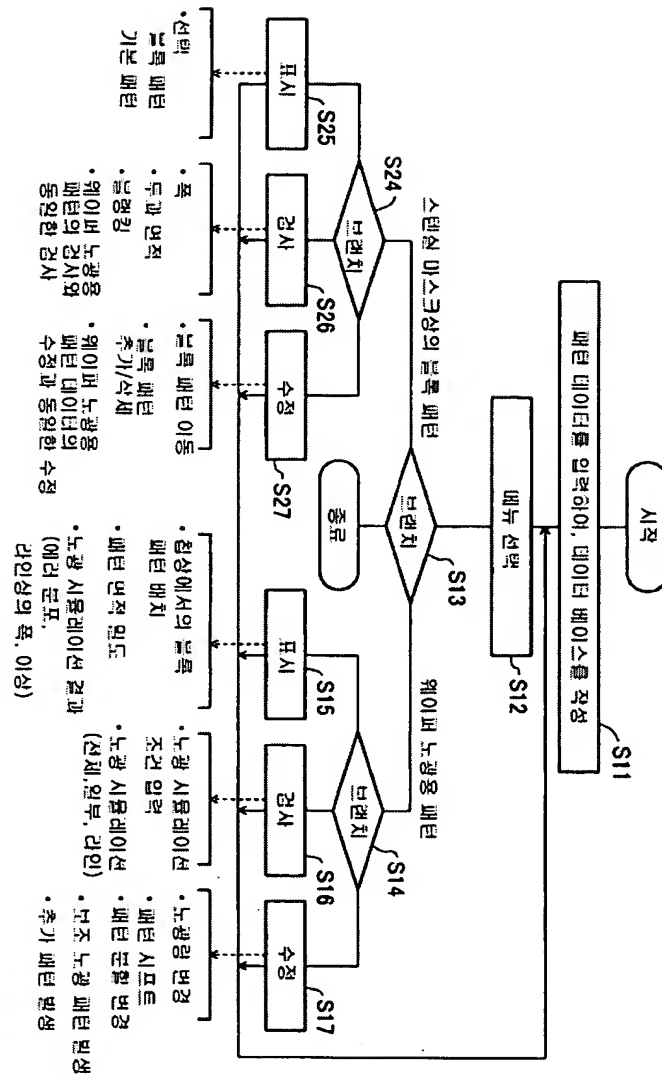 시작
패턴 데이터를 입력하여, 데이터 베이스를 작성
S11
메뉴 선택
S12
브랜치
S13
종료
스텐실 마스크상의 블록 패턴
웨이퍼 노광용 패턴
브랜치
S24
브랜치
S14
표시
S25
검사
S26
수정
S27
표시
S15
검사
S16
수정
S17
• 선택
블록 패턴
기본 패턴
• 폭
• 투과 면적
• 블랭킹
• 웨이퍼 노광용
패턴의 검사와
동일한 검사
• 블록 패턴 이동
• 블록 패턴
추가/삭제
• 웨이퍼 노광용
패턴 데이터의
수정과 동일한 수정
• 칩상에서의 블록
패턴 배치
• 패턴 면적 밀도
• 노광 시뮬레이션 결과
(에러 분포,
라인상의 폭, 이상)
• 노광 시뮬레이션
조건 입력
• 노광 시뮬레이션
(전체,일부, 라인)
• 노광량 변경
• 패턴 시프트
• 패턴 분할 변경
• 보조 노광 패턴 발생
• 추가 패턴 발생